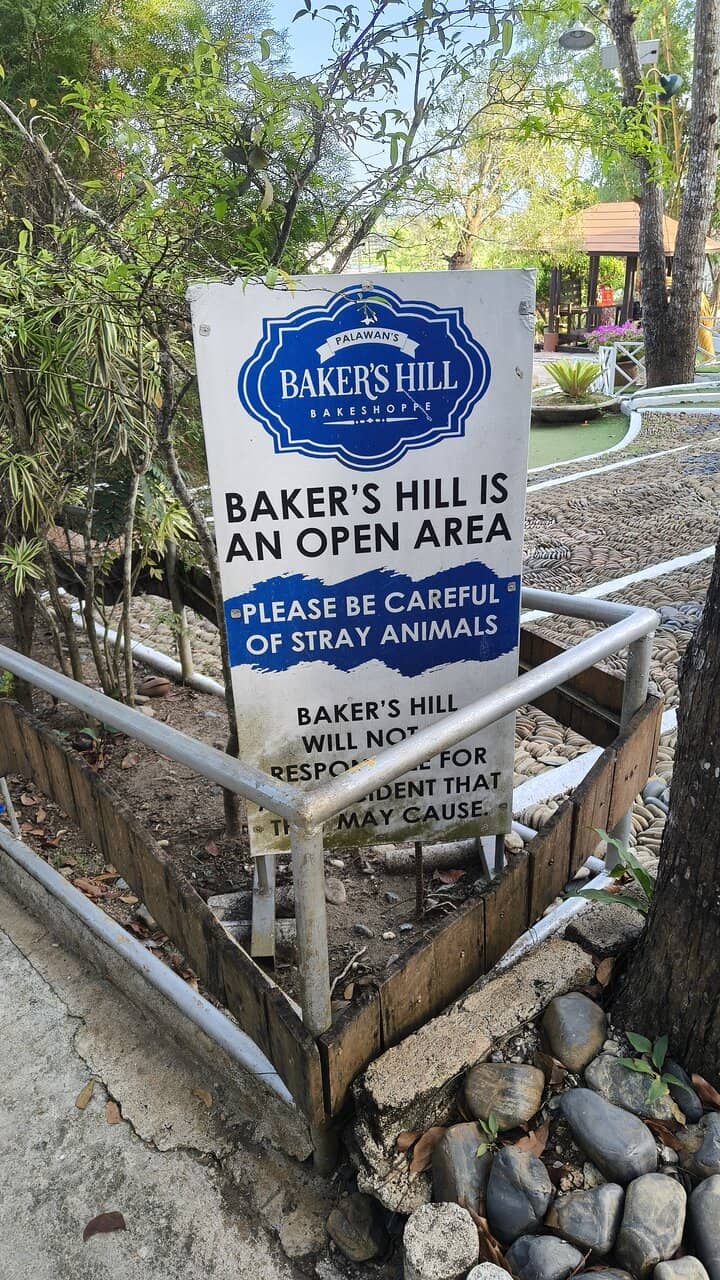 PALAWAN'S
BAKER'S HILL
BAKESHOPPE
BAKER'S HILL IS
AN OPEN AREA
PLEASE BE CAREFUL
OF STRAY ANIMALS
BAKER'S HILL
WILL NOT
RESPONSIBLE FOR
THAT
MAY CAUSE.